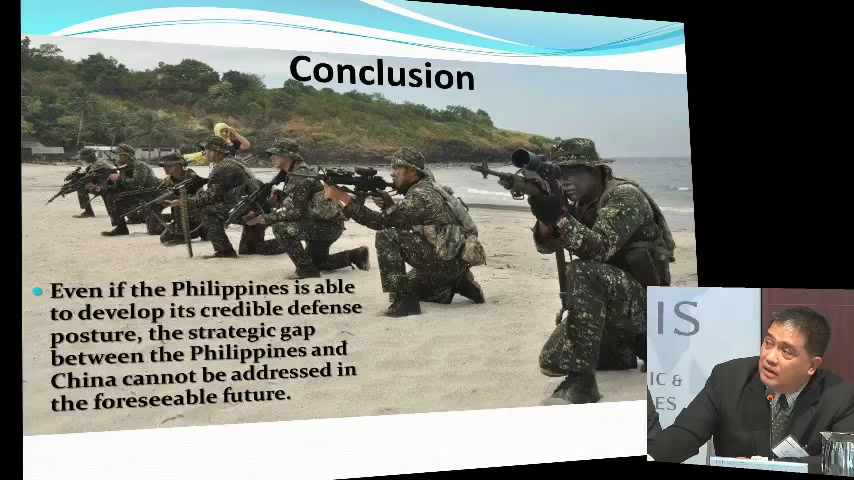 Conclusion
Even if the Philippines is able
to develop its credible defense
posture, the strategic gap
between the Philippines and
China cannot be addressed in
the foreseeable future.
IS
IC &
ES